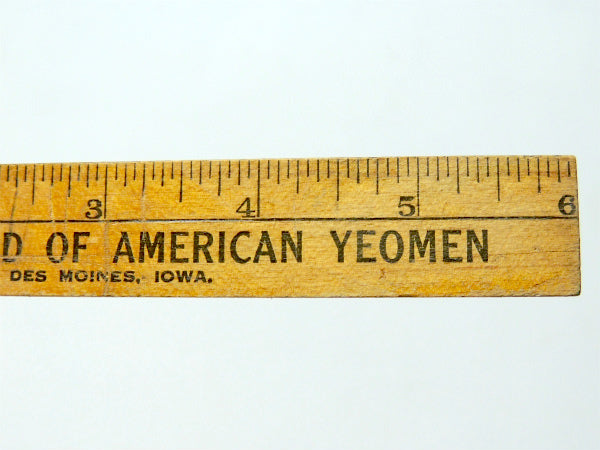 3 4 5 6
D OF AMERICAN YEOMEN
DES MOINES, IOWA.